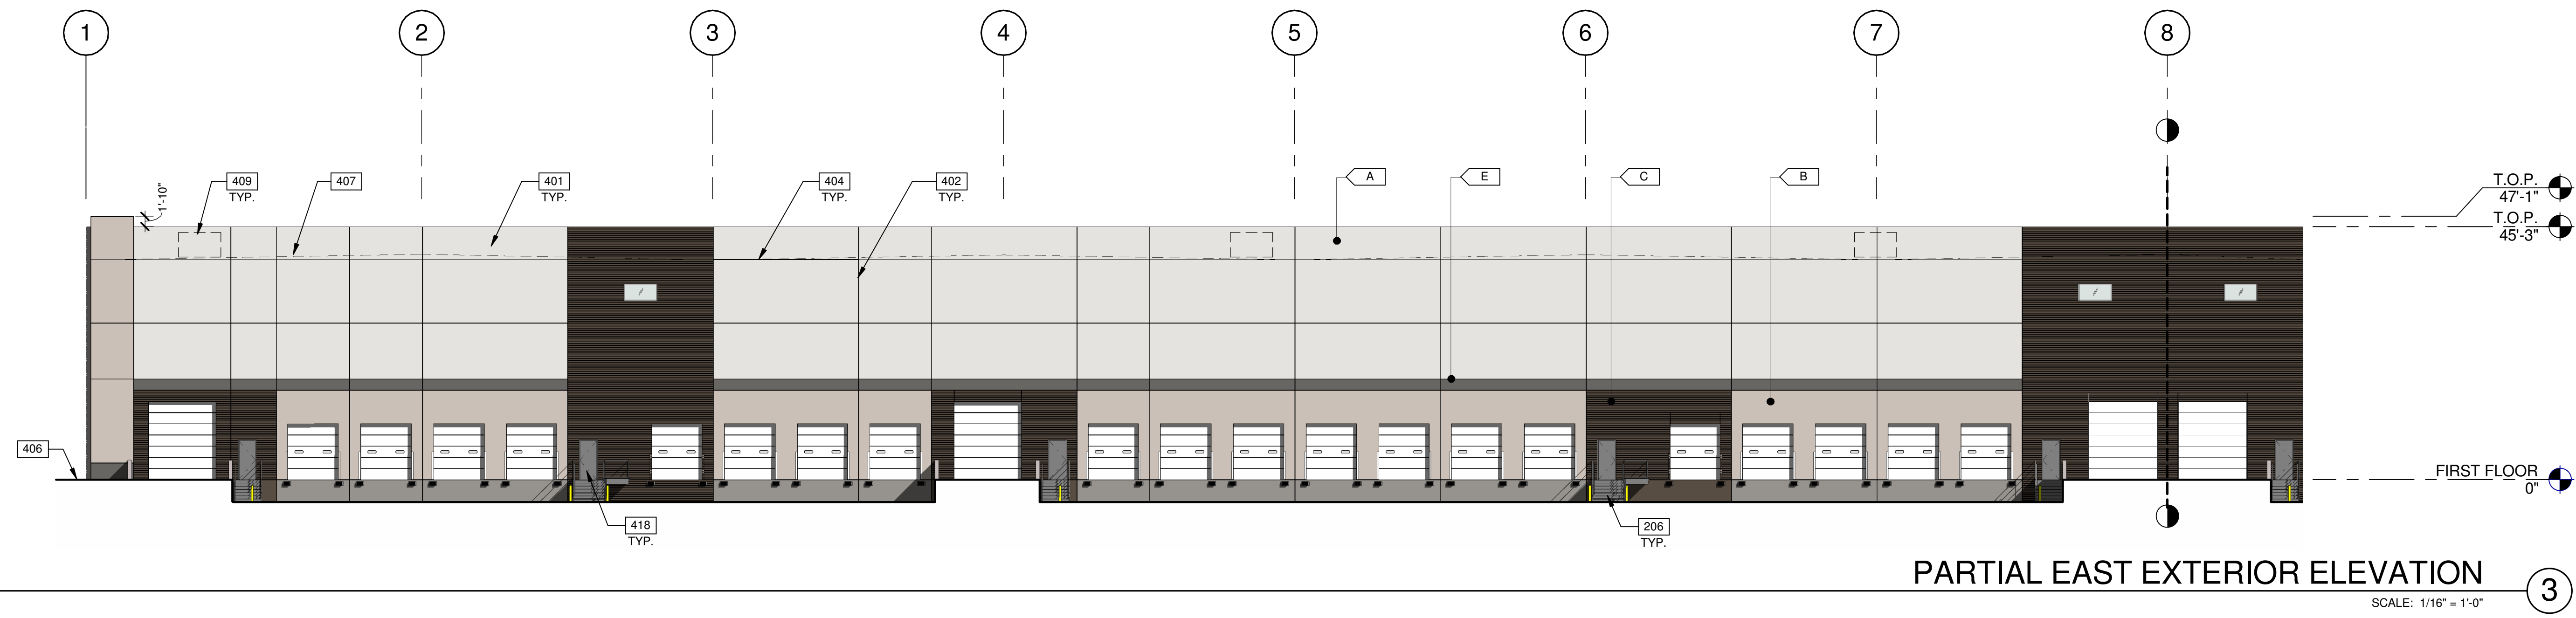 1
2
3
4
5
6
7
8
1'-10"
409
TYP.
407
401
TYP.
404
TYP.
402
TYP.
A
E
C
B
T.O.P.
47'-1"
T.O.P.
45'-3"
406
FIRST FLOOR
0"
418
TYP.
206
TYP.
PARTIAL EAST EXTERIOR ELEVATION
3
SCALE: 1/16" = 1'-0"